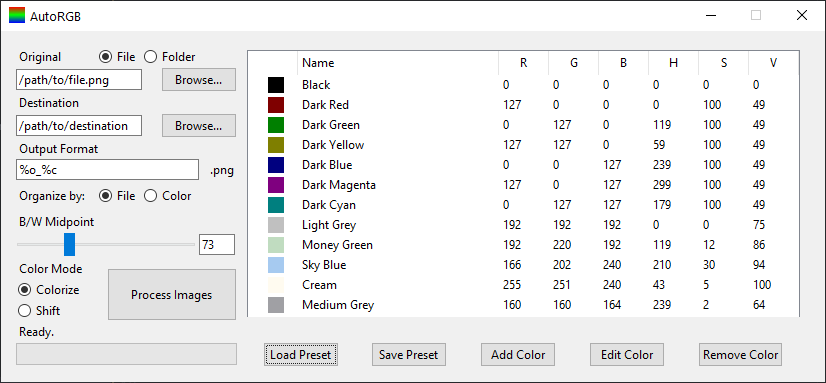 AutoRGB
Original File Folder
/path/to/file.png Browse...
Destination
/path/to/destination Browse...
Output Format
%o_%c .png
Organize by: File Color
B/W Midpoint
73
Color Mode
Colorize
Shift
Process Images
Ready.
Name R G B H S V
Black 0 0 0 0 0 0
Dark Red 127 0 0 0 100 49
Dark Green 0 127 0 119 100 49
Dark Yellow 127 127 0 59 100 49
Dark Blue 0 0 127 239 100 49
Dark Magenta 127 0 127 299 100 49
Dark Cyan 0 127 127 179 100 49
Light Grey 192 192 192 0 0 75
Money Green 192 220 192 119 12 86
Sky Blue 166 202 240 210 30 94
Cream 255 251 240 43 5 100
Medium Grey 160 160 164 239 2 64
Load Preset Save Preset Add Color Edit Color Remove Color